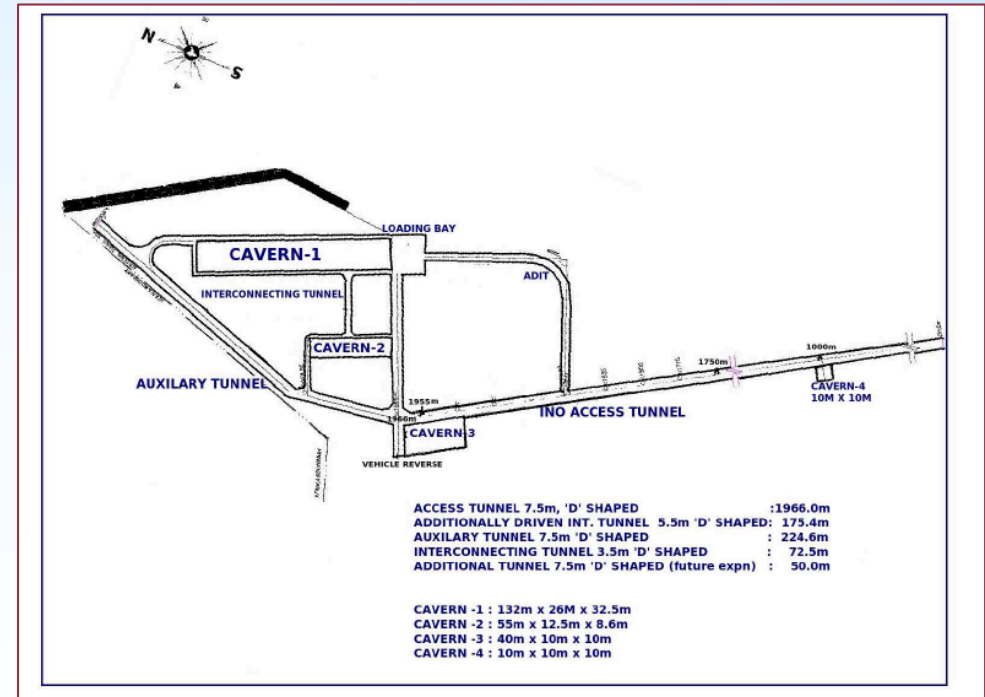 N
S
LOADING BAY
CAVERN-1
ADIT
INTERCONNECTING TUNNEL
CAVERN-2
1000m
1750m
AUXILARY TUNNEL
CAVERN-4
10M X 10M
1955m
INO ACCESS TUNNEL
1966m
CAVERN-3
VEHICLE REVERSE
ACCESS TUNNEL 7.5m, 'D' SHAPED :1966.0m
ADDITIONALLY DRIVEN INT. TUNNEL 5.5m 'D' SHAPED: 175.4m
AUXILARY TUNNEL 7.5m 'D' SHAPED : 224.6m
INTERCONNECTING TUNNEL 3.5m 'D' SHAPED : 72.5m
ADDITIONAL TUNNEL 7.5m 'D' SHAPED (future expn) : 50.0m
CAVERN -1 : 132m x 26M x 32.5m
CAVERN -2 : 55m x 12.5m x 8.6m
CAVERN -3 : 40m x 10m x 10m
CAVERN -4 : 10m x 10m x 10m